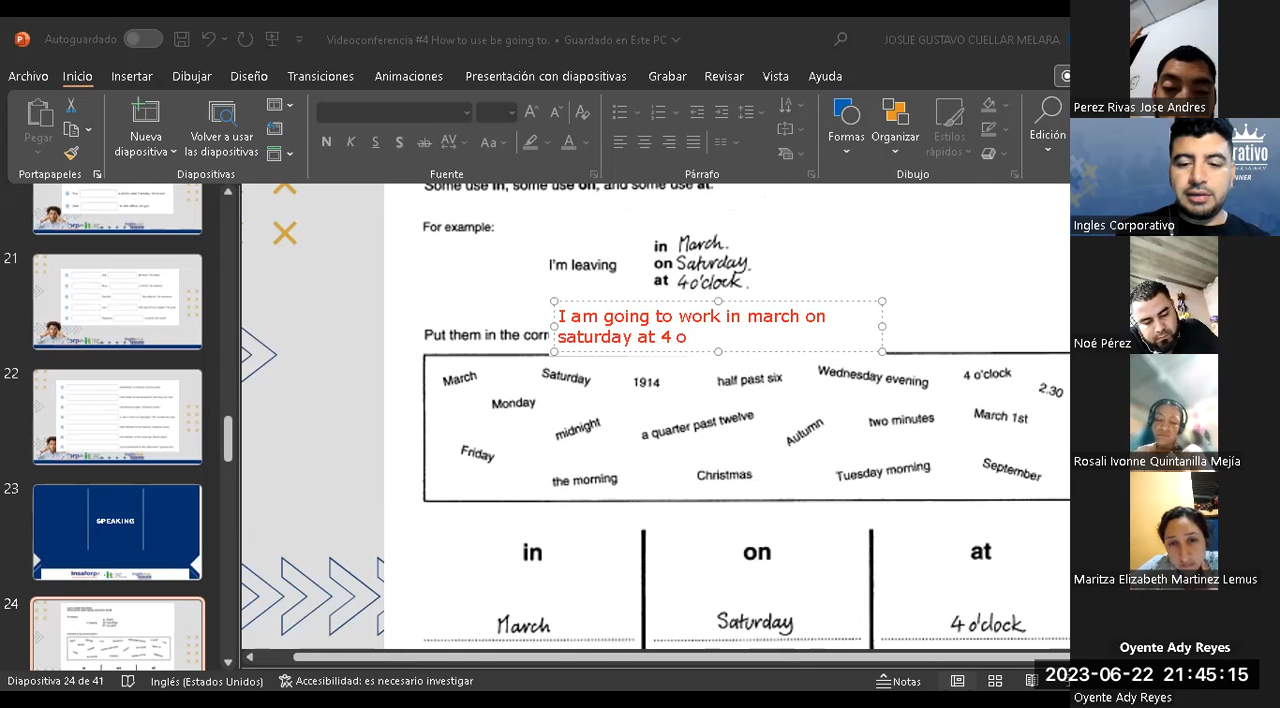 Autoguardado
Videoconferencia #4 How to use be going to. • Guardado en Este PC
JOSUE GUSTAVO CUELLAR MELARA
Archivo Inicio Insertar Dibujar Diseño Transiciones Animaciones Presentación con diapositivas Grabar Revisar Vista Ayuda
Pegar
Nueva diapositiva
Volver a usar las diapositivas
N K S S ab AV Aa A
Formas
Organizar
Estilos rápidos
Edición
Portapapeles
Diapositivas
Fuente
Párrafo
Dibujo
21
22
23
SPEAKING
Insaforp
24
Some use in, some use on, and some use at.
For example:
I'm leaving
in March.
on Saturday.
at 4 o'clock.
I am going to work in march on
saturday at 4 o
Put them in the corr
March
Saturday
1914
half past six
Wednesday evening
4 o'clock
2.30
Monday
midnight
a quarter past twelve
Autumn
two minutes
March 1st
Friday
the morning
Christmas
Tuesday morning
September
in on at
March Saturday 4 o'clock
Diapositiva 24 de 41
Inglés (Estados Unidos)
Accesibilidad: es necesario investigar
Notas
Perez Rivas Jose Andres
rativo
NNER
Ingles Corporativo
Noé Pérez
Rosali Ivonne Quintanilla Mejía
Maritza Elizabeth Martinez Lemus
Oyente Ady Reyes
2023-06-22 21:45:15
Oyente Ady Reyes